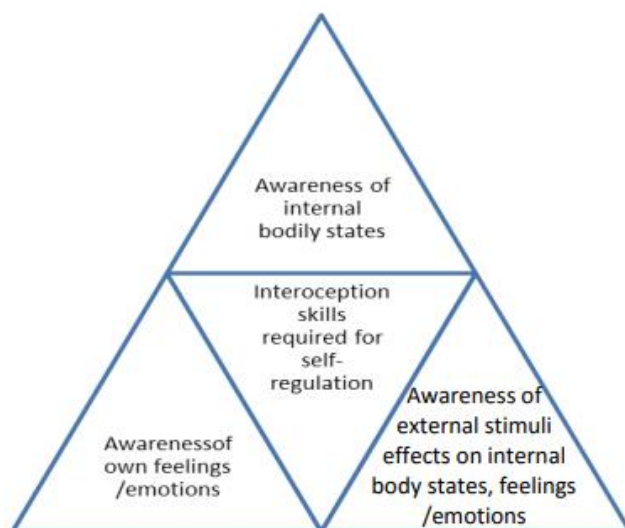 Awareness of
internal
bodily states
Interoception
skills
required for
self-
regulation
Awarenessof
own feelings
/emotions
Awareness of
external stimuli
effects on internal
body states, feelings
/emotions